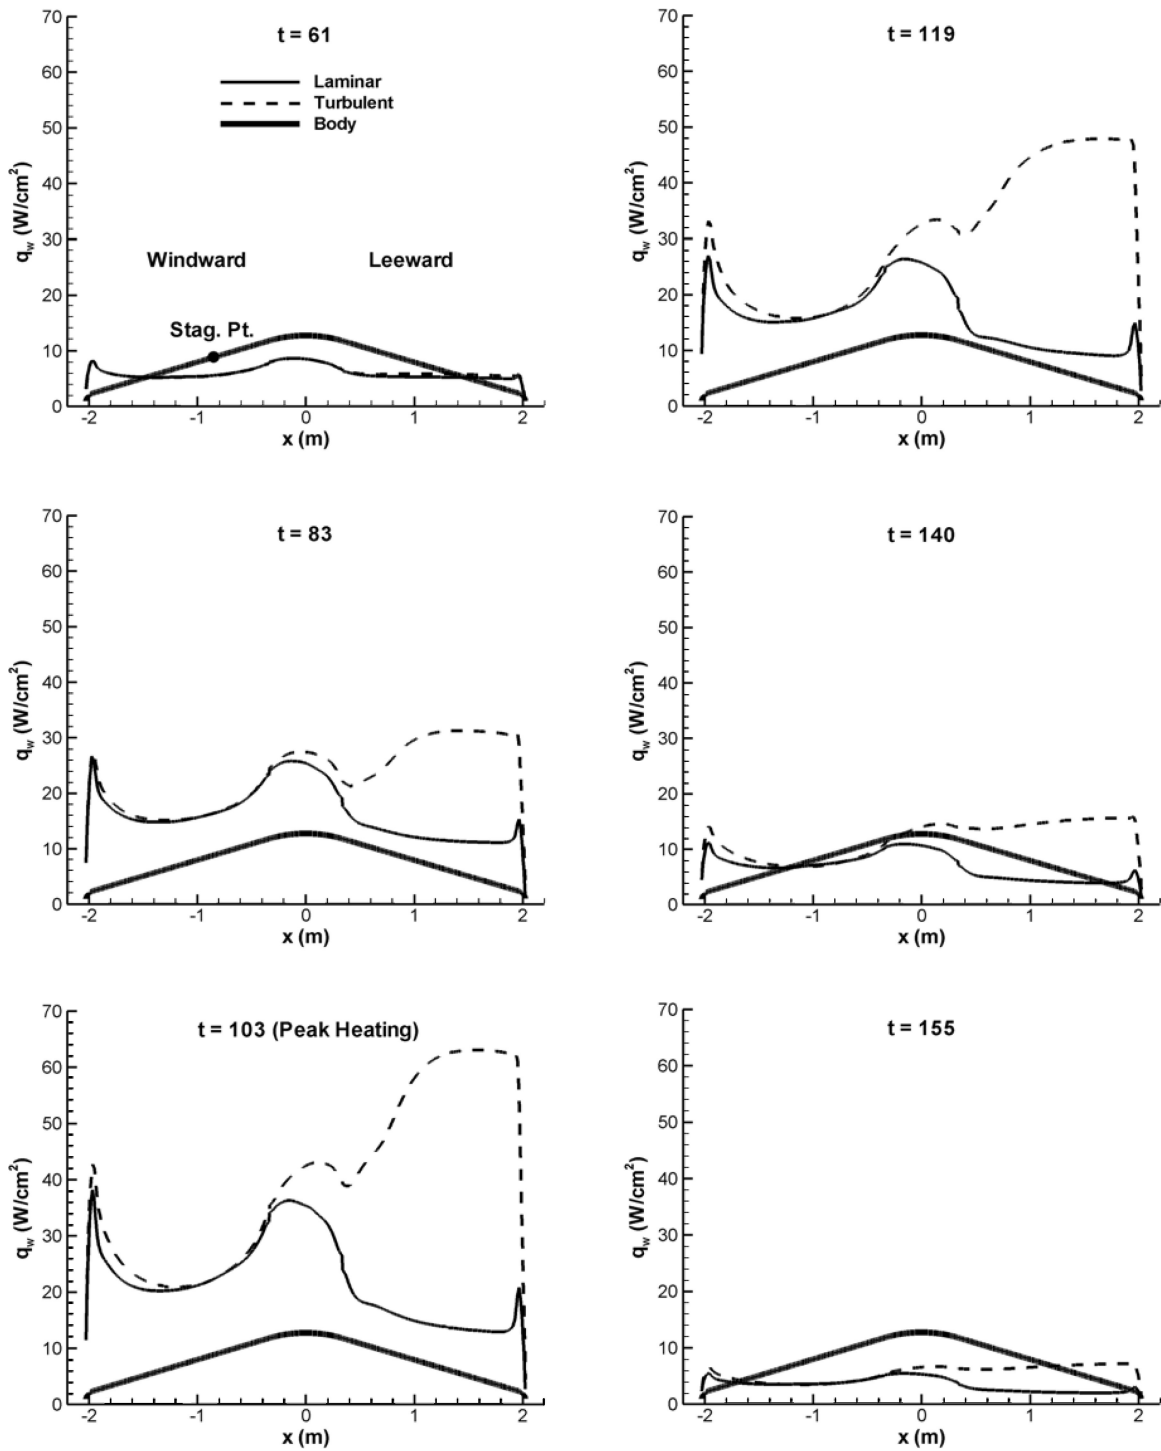 t = 61
Laminar
Turbulent
Body
Windward
Leeward
Stag. Pt.
70
60
50
40
30
20
10
0
q_w (W/cm²)
-2 -1 0 1 2
x (m)
t = 119
70
60
50
40
30
20
10
0
q_w (W/cm²)
-2 -1 0 1 2
x (m)
t = 83
70
60
50
40
30
20
10
0
q_w (W/cm²)
-2 -1 0 1 2
x (m)
t = 140
70
60
50
40
30
20
10
0
q_w (W/cm²)
-2 -1 0 1 2
x (m)
t = 103 (Peak Heating)
70
60
50
40
30
20
10
0
q_w (W/cm²)
-2 -1 0 1 2
x (m)
t = 155
70
60
50
40
30
20
10
0
q_w (W/cm²)
-2 -1 0 1 2
x (m)